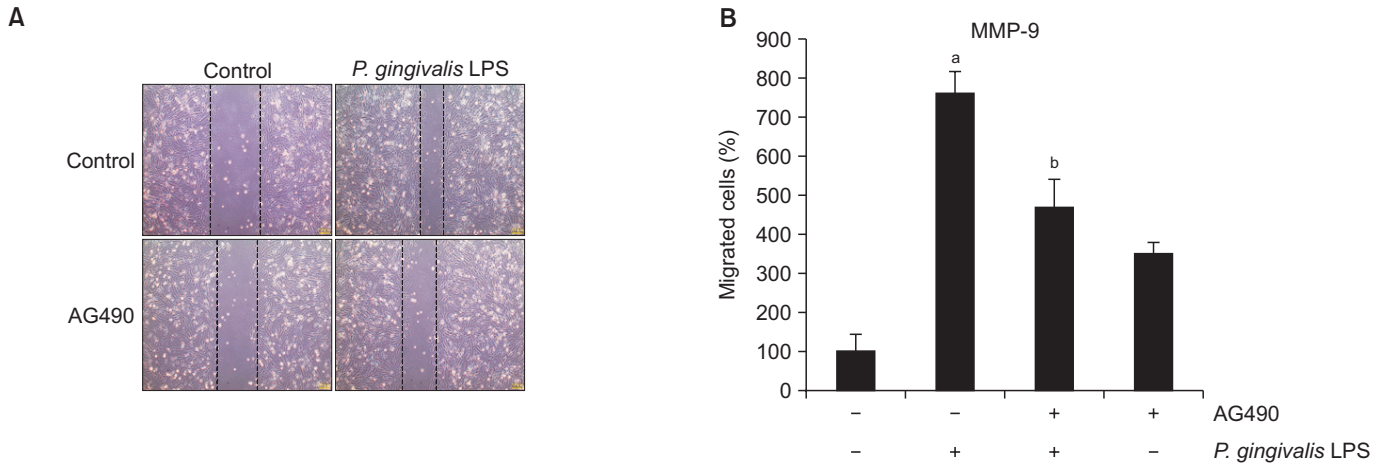 A
Control P. gingivalis LPS
Control
AG490
B
MMP-9
Migrated cells (%)
900
800
700
600
500
400
300
200
100
0
a
b
− − + + AG490
− + + − P. gingivalis LPS